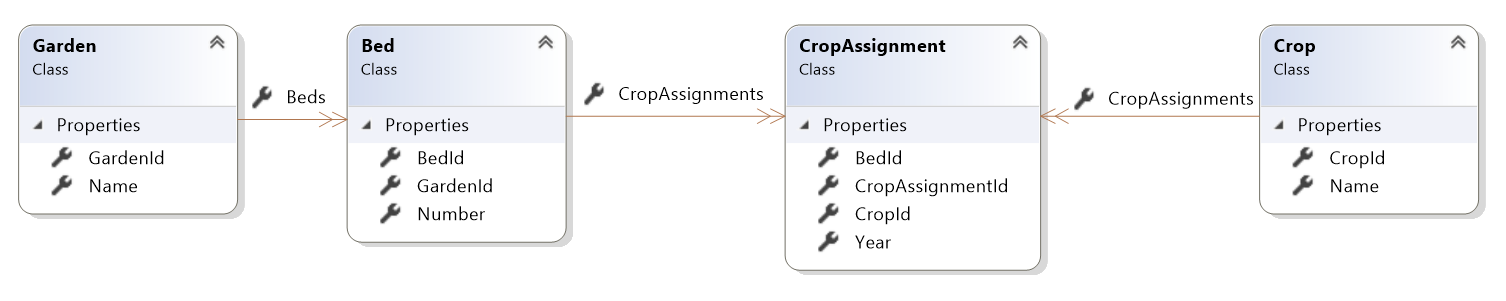 Garden
Class
Properties
GardenId
Name
Beds
Bed
Class
Properties
BedId
GardenId
Number
CropAssignments
CropAssignment
Class
Properties
BedId
CropAssignmentId
CropId
Year
CropAssignments
Crop
Class
Properties
CropId
Name